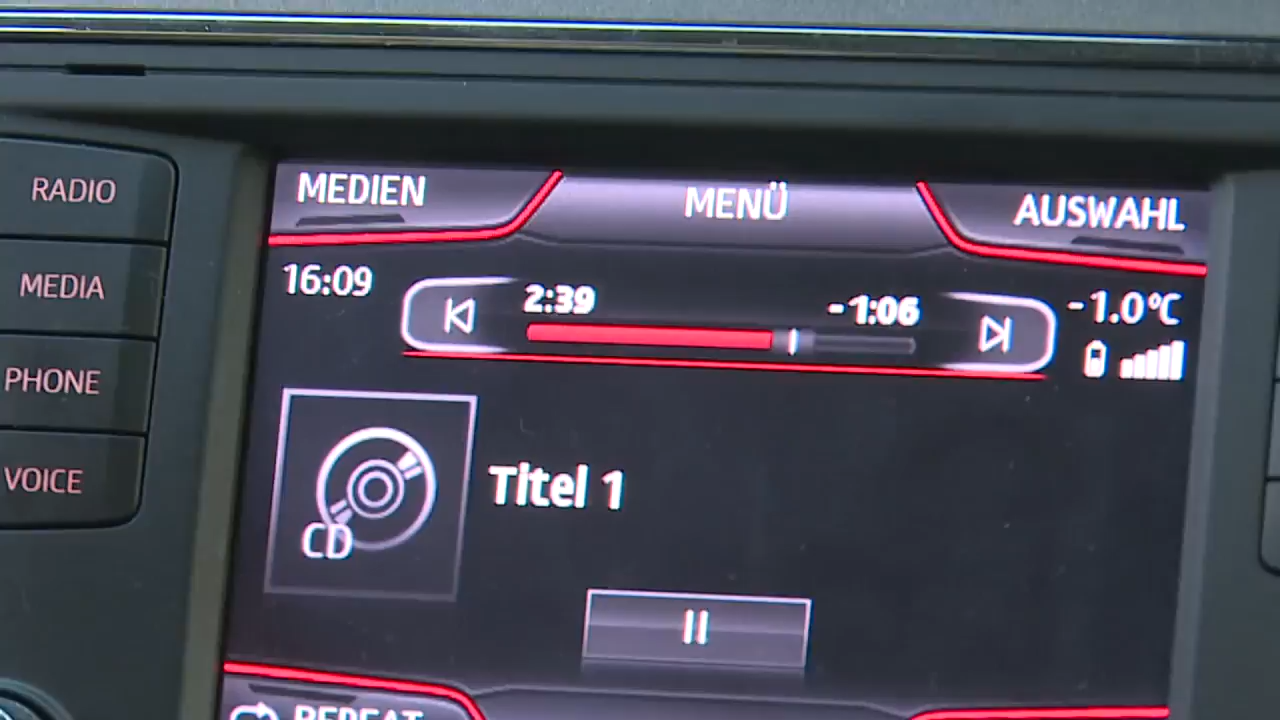 RADIO
MEDIA
PHONE
VOICE
MEDIEN
MENÜ
AUSWAHL
16:09
2:39
-1:06
-1.0°C
CD
Titel 1
REPEAT